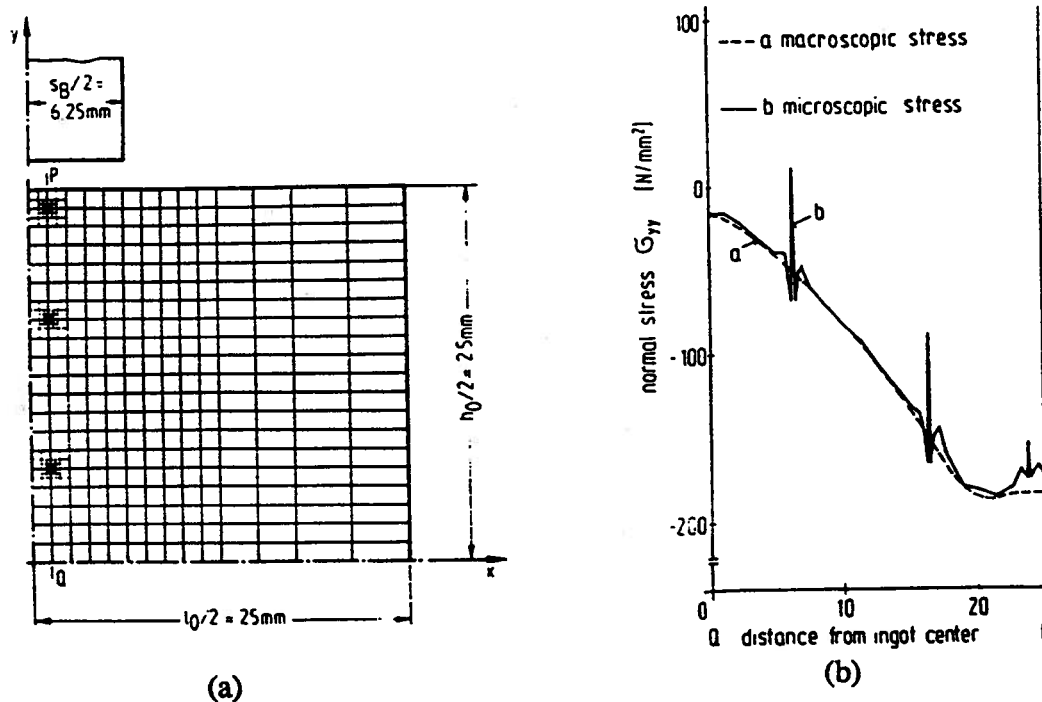 y
s_B/2 =
6.25mm
P
h_0/2 = 25mm
Q
x
l_0/2 = 25mm
(a)
100
0
-100
-200
normal stress σ_yy [N/mm²]
a macroscopic stress
b microscopic stress
b
a
0 10 20
Q distance from ingot center
(b)